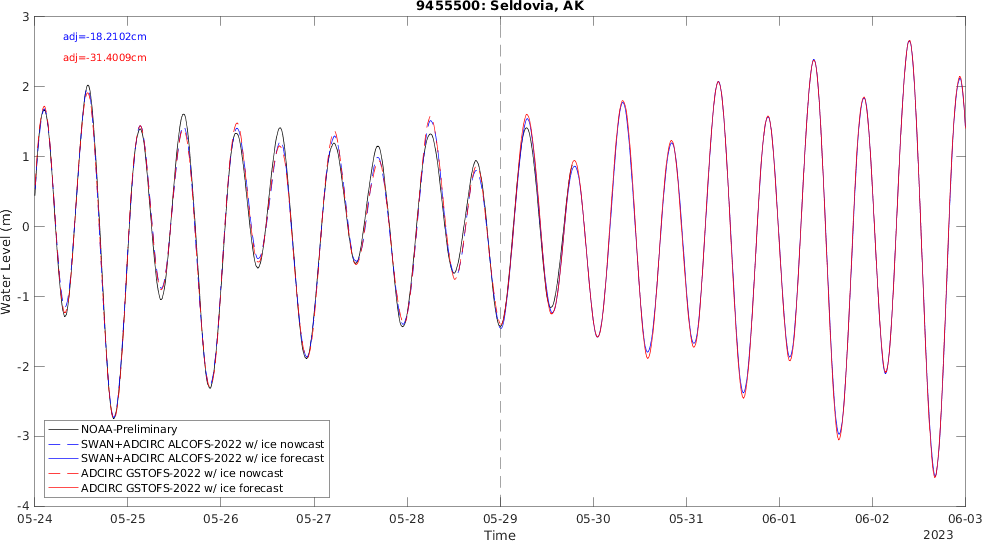 9455500: Seldovia, AK
adj=-18.2102cm
adj=-31.4009cm
3
2
1
0
-1
-2
-3
-4
Water Level (m)
NOAA-Preliminary
SWAN+ADCIRC ALCOFS-2022 w/ ice nowcast
SWAN+ADCIRC ALCOFS-2022 w/ ice forecast
ADCIRC GSTOFS-2022 w/ ice nowcast
ADCIRC GSTOFS-2022 w/ ice forecast
05-24 05-25 05-26 05-27 05-28 05-29 05-30 05-31 06-01 06-02 06-03
Time
2023